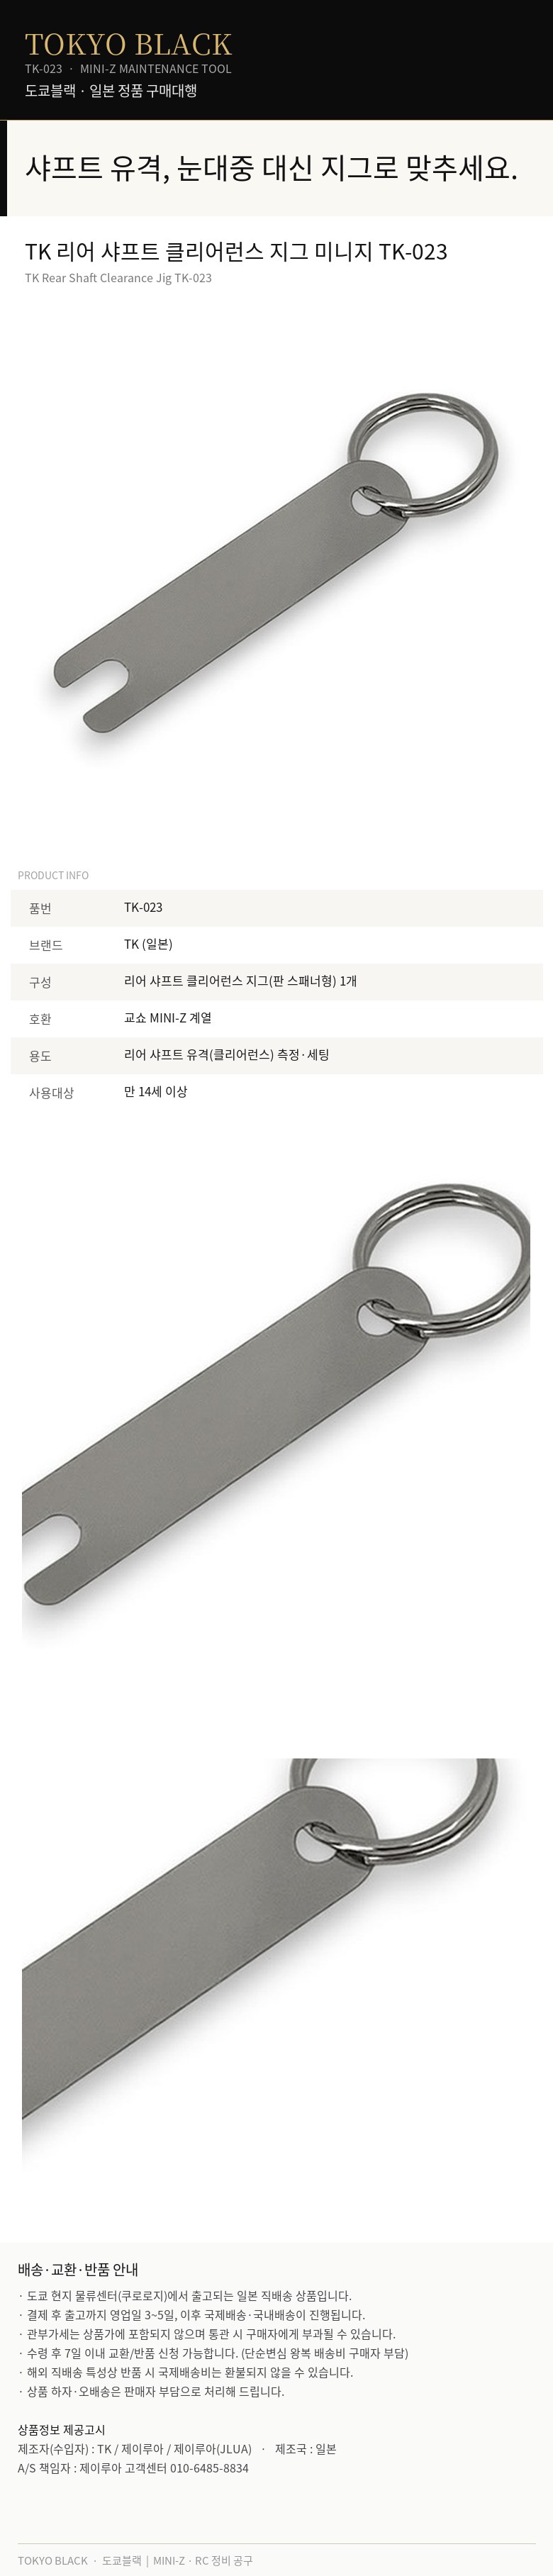 TOKYO BLACK
TK-023 · MINI-Z MAINTENANCE TOOL
도쿄블랙 · 일본 정품 구매대행
샤프트 유격, 눈대중 대신 지그로 맞추세요.
TK 리어 샤프트 클리어런스 지그 미니지 TK-023
TK Rear Shaft Clearance Jig TK-023
PRODUCT INFO
품번 TK-023
브랜드 TK (일본)
구성 리어 샤프트 클리어런스 지그(판 스패너형) 1개
호환 교쇼 MINI-Z 계열
용도 리어 샤프트 유격(클리어런스) 측정·세팅
사용대상 만 14세 이상
배송·교환·반품 안내
· 도쿄 현지 물류센터(쿠로로지)에서 출고되는 일본 직배송 상품입니다.
· 결제 후 출고까지 영업일 3~5일, 이후 국제배송·국내배송이 진행됩니다.
· 관부가세는 상품가에 포함되지 않으며 통관 시 구매자에게 부과될 수 있습니다.
· 수령 후 7일 이내 교환/반품 신청 가능합니다. (단순변심 왕복 배송비 구매자 부담)
· 해외 직배송 특성상 반품 시 국제배송비는 환불되지 않을 수 있습니다.
· 상품 하자·오배송은 판매자 부담으로 처리해 드립니다.
상품정보 제공고시
제조자(수입자) : TK / 제이루아 / 제이루아(JLUA) · 제조국 : 일본
A/S 책임자 : 제이루아 고객센터 010-6485-8834
TOKYO BLACK · 도쿄블랙 | MINI-Z · RC 정비 공구